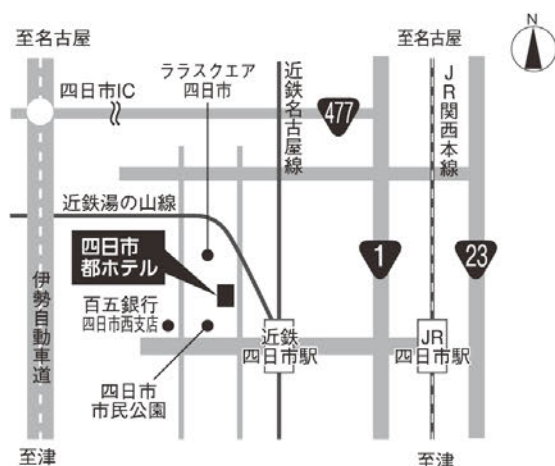 至名古屋
至名古屋
N
ララスクエア
四日市
四日市IC
近鉄名古屋線
477
JR関西本線
近鉄湯の山線
四日市
都ホテル
1
23
伊勢自動車道
百五銀行
四日市西支店
近鉄
四日市駅
JR
四日市駅
四日市
市民公園
至津
至津